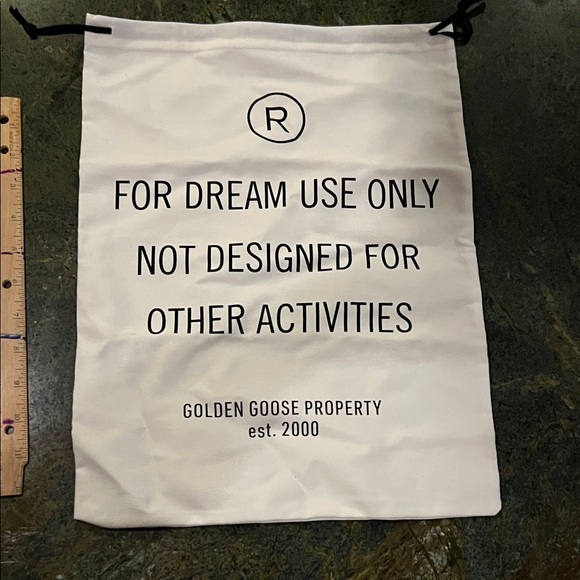 R
FOR DREAM USE ONLY
NOT DESIGNED FOR
OTHER ACTIVITIES
GOLDEN GOOSE PROPERTY
est. 2000